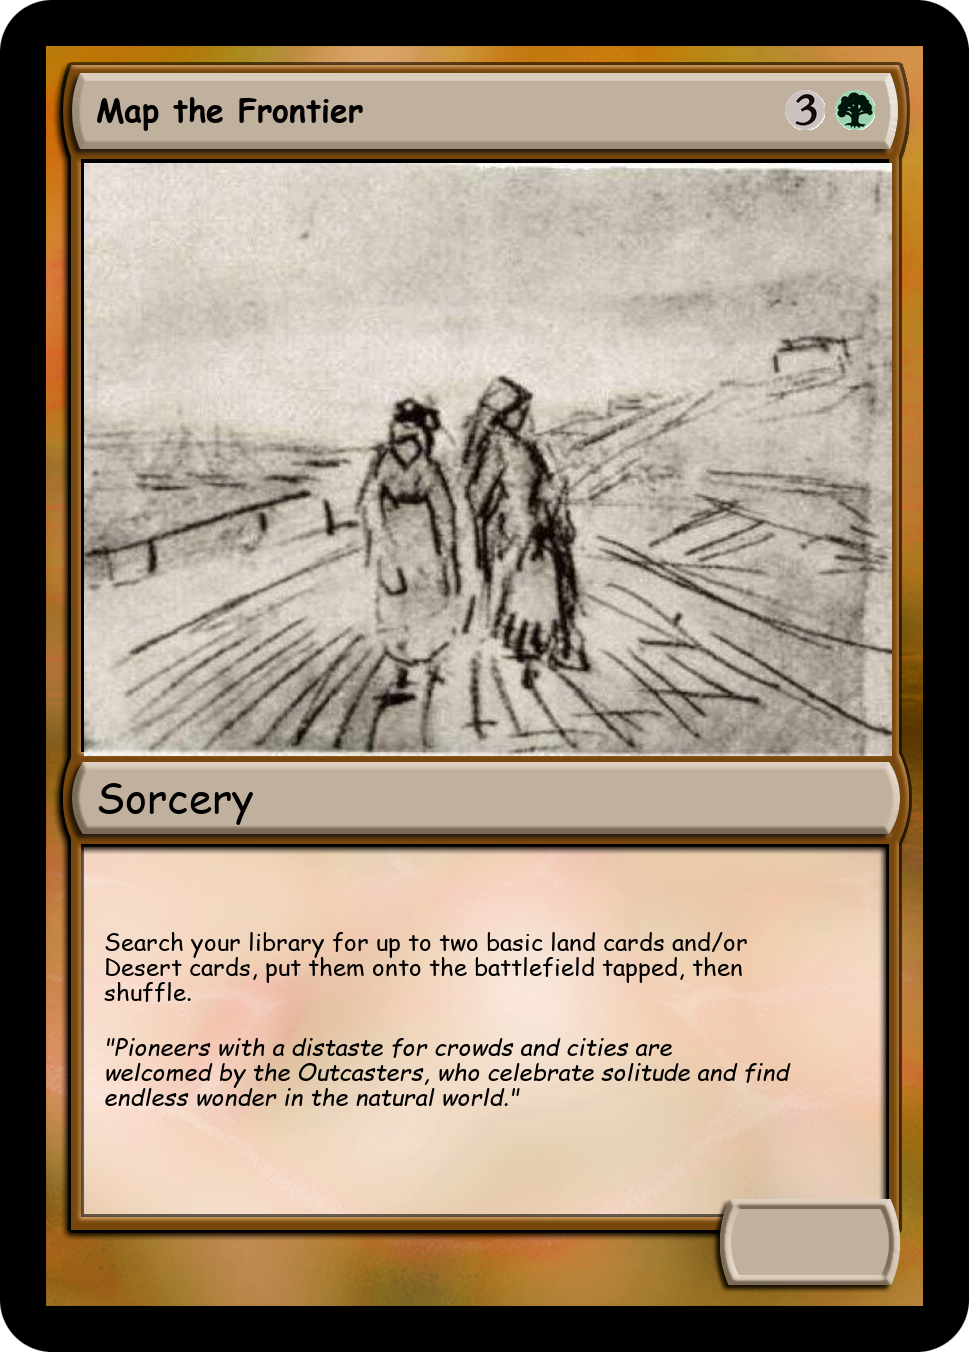 Map the Frontier 3
Sorcery
Search your library for up to two basic land cards and/or
Desert cards, put them onto the battlefield tapped, then
shuffle.
"Pioneers with a distaste for crowds and cities are
welcomed by the Outcasters, who celebrate solitude and find
endless wonder in the natural world."